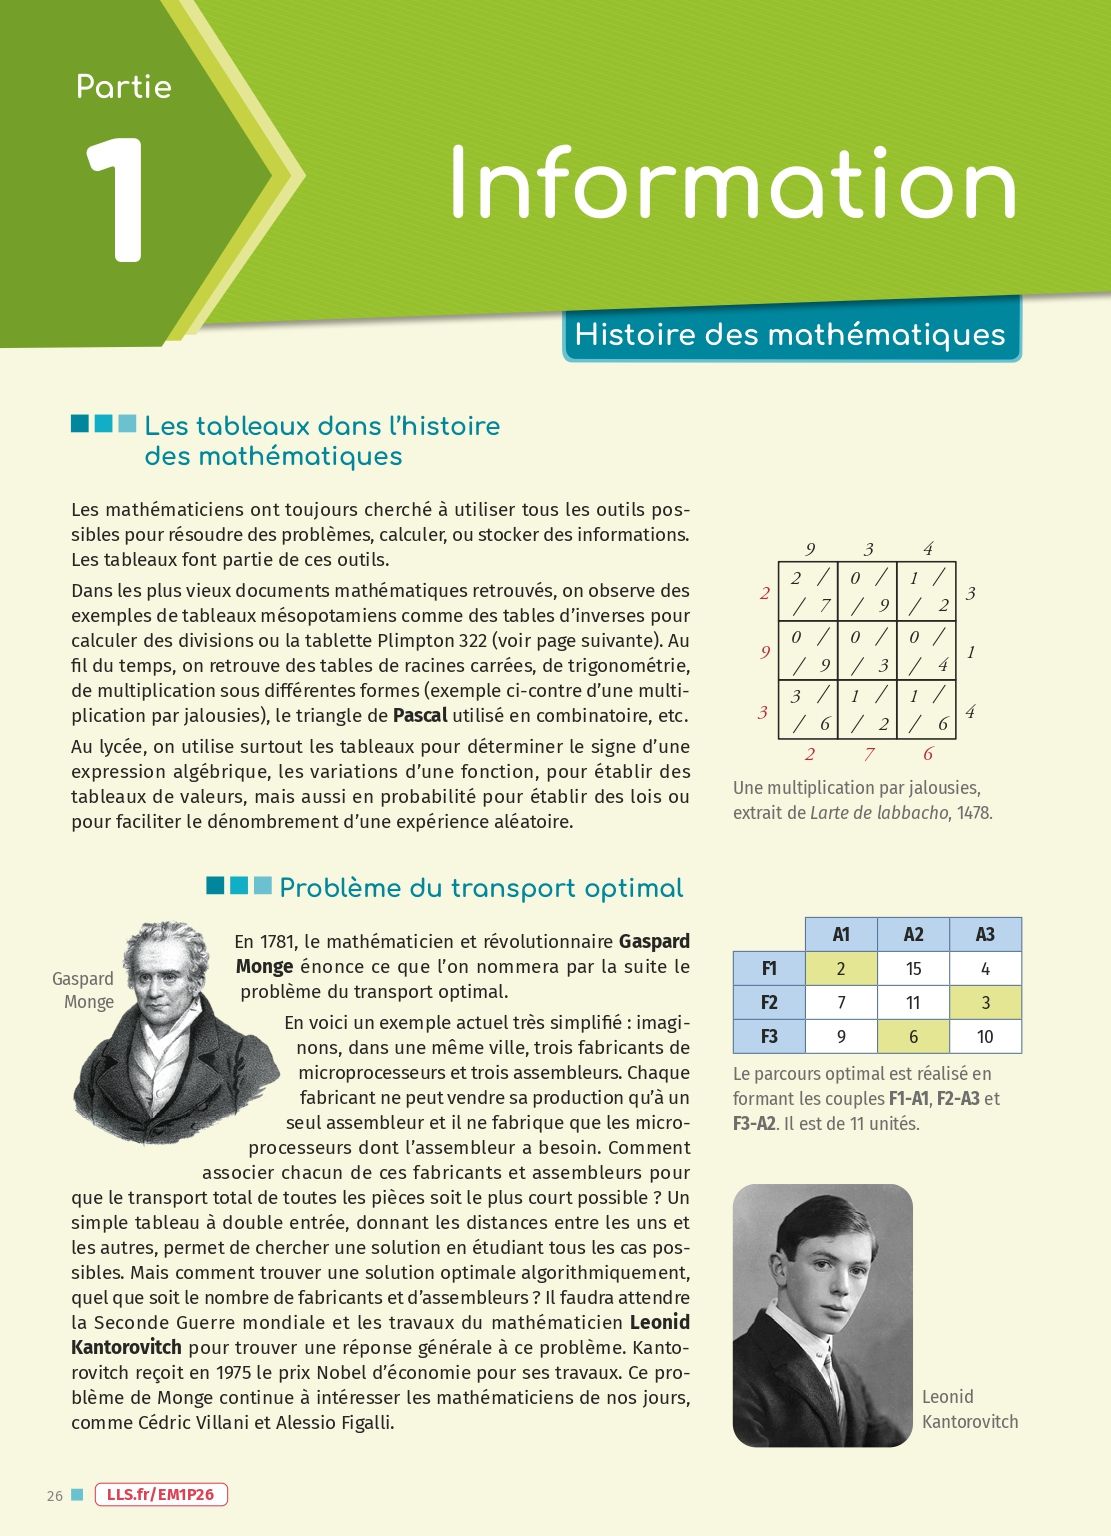 Partie
1
Information
Histoire des mathématiques
Les tableaux dans l'histoire
des mathématiques
Les mathématiciens ont toujours cherché à utiliser tous les outils pos-
sibles pour résoudre des problèmes, calculer, ou stocker des informations.
Les tableaux font partie de ces outils.
Dans les plus vieux documents mathématiques retrouvés, on observe des
exemples de tableaux mésopotamiens comme des tables d'inverses pour
calculer des divisions ou la tablette Plimpton 322 (voir page suivante). Au
fil du temps, on retrouve des tables de racines carrées, de trigonométrie,
de multiplication sous différentes formes (exemple ci-contre d'une multi-
plication par jalousies), le triangle de Pascal utilisé en combinatoire, etc.
Au lycée, on utilise surtout les tableaux pour déterminer le signe d'une
expression algébrique, les variations d'une fonction, pour établir des
tableaux de valeurs, mais aussi en probabilité pour établir des lois ou
pour faciliter le dénombrement d'une expérience aléatoire.
9 3 4
2 / 0 / 1 /
2 3
/ 7 / 9 / 2
0 / 0 / 0 /
9 1
/ 9 / 3 / 4
3 / 1 / 1 /
3 4
/ 6 / 2 / 6
2 7 6
Une multiplication par jalousies,
extrait de Larte de labbacho, 1478.
Problème du transport optimal
Gaspard
Monge
En 1781, le mathématicien et révolutionnaire Gaspard
Monge énonce ce que l'on nommera par la suite le
problème du transport optimal.
En voici un exemple actuel très simplifié : imagi-
nons, dans une même ville, trois fabricants de
microprocesseurs et trois assembleurs. Chaque
fabricant ne peut vendre sa production qu'à un
seul assembleur et il ne fabrique que les micro-
processeurs dont l'assembleur a besoin. Comment
associer chacun de ces fabricants et assembleurs pour
que le transport total de toutes les pièces soit le plus court possible ? Un
simple tableau à double entrée, donnant les distances entre les uns et
les autres, permet de chercher une solution en étudiant tous les cas pos-
sibles. Mais comment trouver une solution optimale algorithmiquement,
quel que soit le nombre de fabricants et d'assembleurs ? Il faudra attendre
la Seconde Guerre mondiale et les travaux du mathématicien Leonid
Kantorovitch pour trouver une réponse générale à ce problème. Kanto-
rovitch reçoit en 1975 le prix Nobel d'économie pour ses travaux. Ce pro-
blème de Monge continue à intéresser les mathématiciens de nos jours,
comme Cédric Villani et Alessio Figalli.
A1 A2 A3
F1 2 15 4
F2 7 11 3
F3 9 6 10
Le parcours optimal est réalisé en
formant les couples F1-A1, F2-A3 et
F3-A2. Il est de 11 unités.
Leonid
Kantorovitch
26
LLS.fr/EM1P26